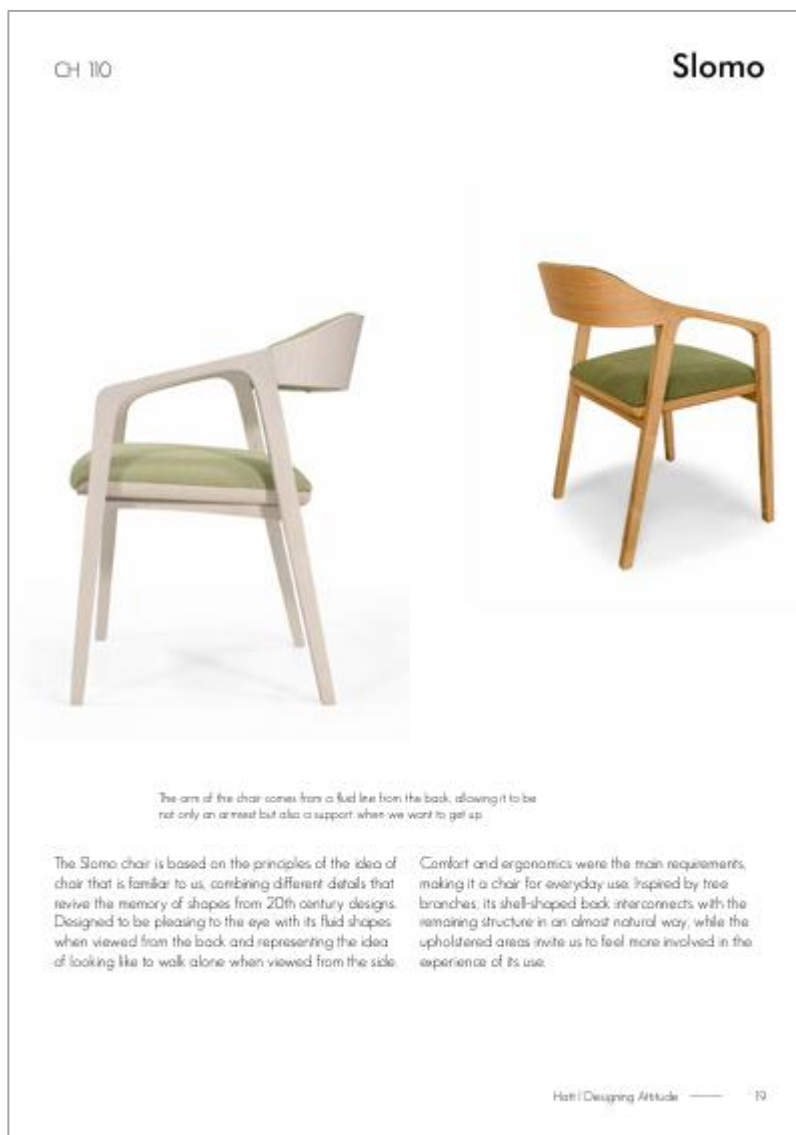 CH 110
Slomo
The arm of the chair comes from a fluid line from the back, allowing it to be
not only an armrest but also a support when we want to get up.
The Slomo chair is based on the principles of the idea of
chair that is familiar to us, combining different details that
revive the memory of shapes from 20th century designs.
Designed to be pleasing to the eye with its fluid shapes
when viewed from the back and representing the idea
of looking like to walk alone when viewed from the side.
Comfort and ergonomics were the main requirements,
making it a chair for everyday use. Inspired by tree
branches, its shell-shaped back interconnects with the
remaining structure in an almost natural way, while the
upholstered areas invite us to feel more involved in the
experience of its use.
| Designing Attitude — 19